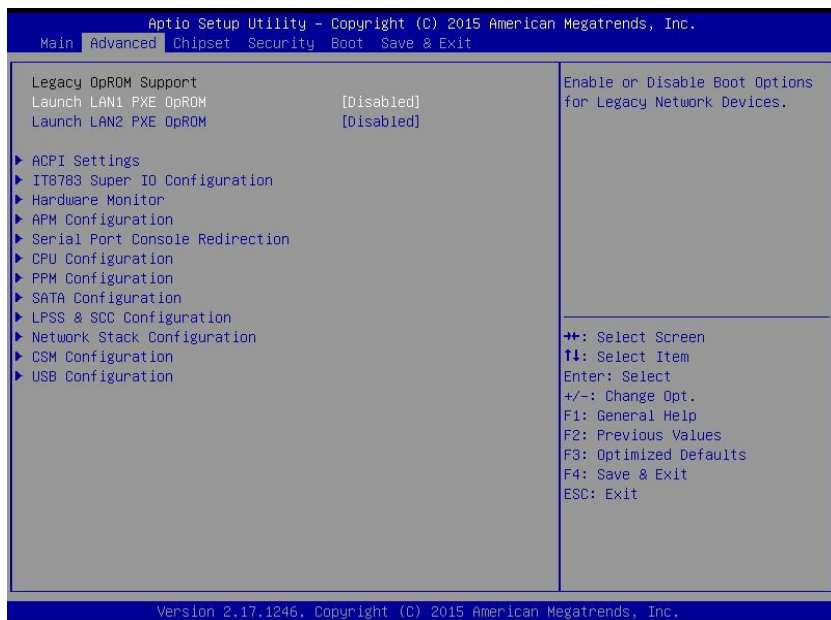 Aptio Setup Utility – Copyright (C) 2015 American Megatrends, Inc.
Main Advanced Chipset Security Boot Save & Exit
Legacy OpROM Support
Launch LAN1 PXE OpROM [Disabled]
Launch LAN2 PXE OpROM [Disabled]
ACPI Settings
IT8783 Super IO Configuration
Hardware Monitor
APM Configuration
Serial Port Console Redirection
CPU Configuration
PPM Configuration
SATA Configuration
LPSS & SCC Configuration
Network Stack Configuration
CSM Configuration
USB Configuration
Enable or Disable Boot Options
for Legacy Network Devices.
→←: Select Screen
↑↓: Select Item
Enter: Select
+/-: Change Opt.
F1: General Help
F2: Previous Values
F3: Optimized Defaults
F4: Save & Exit
ESC: Exit
Version 2.17.1246. Copyright (C) 2015 American Megatrends, Inc.